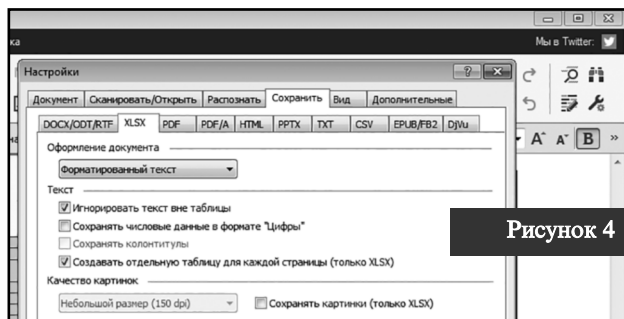 ка
Мы в Twitter:
Настройки
Документ Сканировать/Открыть Распознать Сохранить Вид Дополнительные
DOCX/ODT/RTF XLSX PDF PDF/A HTML PPTX TXT CSV EPUB/FB2 DjVu
Оформление документа
Форматированный текст
Текст
Игнорировать текст вне таблицы
Сохранять числовые данные в формате "Цифры"
Сохранять колонтитулы
Создавать отдельную таблицу для каждой страницы (только XLSX)
Качество картинок
Небольшой размер (150 dpi) Сохранять картинки (только XLSX)
A A B »
Рисунок 4